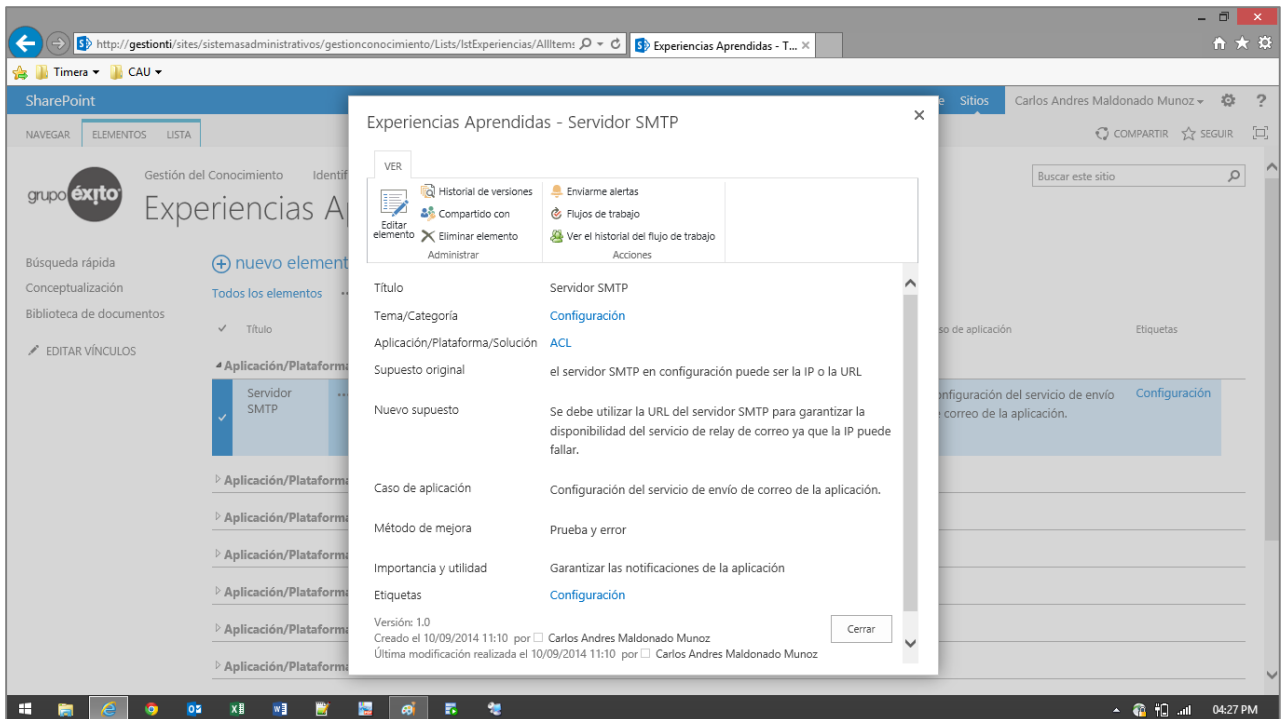 http://gestionti/sites/sistemasadministrativos/gestionconocimiento/Lists/lstExperiencias/AllItems
Experiencias Aprendidas - T...
Timera
CAU
SharePoint
Sitios
Carlos Andres Maldonado Munoz
?
NAVEGAR
ELEMENTOS
LISTA
COMPARTIR
SEGUIR
grupo éxito
Gestión del Conocimiento
Experiencias
Buscar este sitio
Búsqueda rápida
Conceptualización
Biblioteca de documentos
EDITAR VÍNCULOS
nuevo element
Todos los elementos
Título
so de aplicación
Etiquetas
Aplicación/Plataforma
Servidor
SMTP
onfiguración del servicio de envío
correo de la aplicación.
Configuración
Aplicación/Plataforma
Aplicación/Plataforma
Aplicación/Plataforma
Aplicación/Plataforma
Aplicación/Plataforma
Aplicación/Plataforma
Experiencias Aprendidas - Servidor SMTP
VER
Editar
elemento
Historial de versiones
Compartido con
Eliminar elemento
Administrar
Enviarme alertas
Flujos de trabajo
Ver el historial del flujo de trabajo
Acciones
Título Servidor SMTP
Tema/Categoría Configuración
Aplicación/Plataforma/Solución ACL
Supuesto original el servidor SMTP en configuración puede ser la IP o la URL
Nuevo supuesto Se debe utilizar la URL del servidor SMTP para garantizar la
disponibilidad del servicio de relay de correo ya que la IP puede
fallar.
Caso de aplicación Configuración del servicio de envío de correo de la aplicación.
Método de mejora Prueba y error
Importancia y utilidad Garantizar las notificaciones de la aplicación
Etiquetas Configuración
Versión: 1.0
Creado el 10/09/2014 11:10 por Carlos Andres Maldonado Munoz
Última modificación realizada el 10/09/2014 11:10 por Carlos Andres Maldonado Munoz
Cerrar
04:27 PM